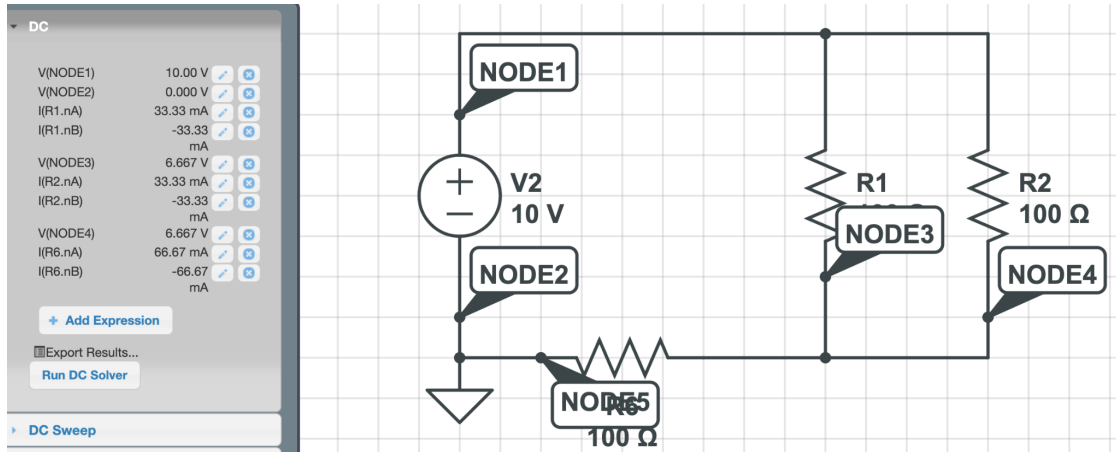 DC
V(NODE1) 10.00 V
V(NODE2) 0.000 V
I(R1.nA) 33.33 mA
I(R1.nB) -33.33
mA
V(NODE3) 6.667 V
I(R2.nA) 33.33 mA
I(R2.nB) -33.33
mA
V(NODE4) 6.667 V
I(R6.nA) 66.67 mA
I(R6.nB) -66.67
mA
+ Add Expression
Export Results...
Run DC Solver
DC Sweep
NODE1
V2
10 V
R1
NODE3
R2
100 Ω
NODE2
NODE4
NODE5
R6
100 Ω